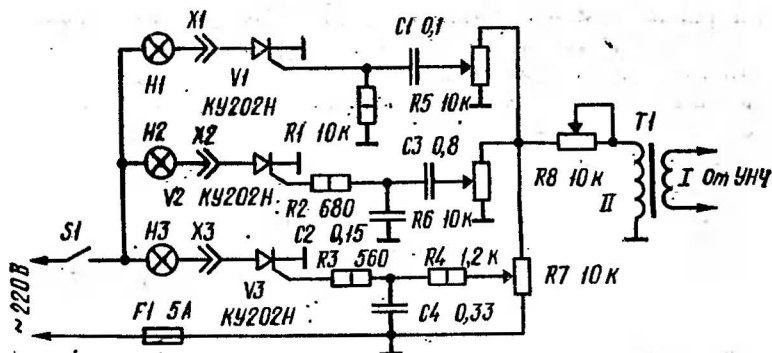 X1
C1 0,1
H1
V1
КУ202Н
R1 10к
R5 10к
H2
X2
C3 0,8
R8 10к
T1
II
I
От УНЧ
V2
КУ202Н
R2 680
R6 10к
C2 0,15
S1
H3
X3
R3 560
R4 1,2к
R7 10к
~220В
F1 5А
V3
КУ202Н
C4 0,33